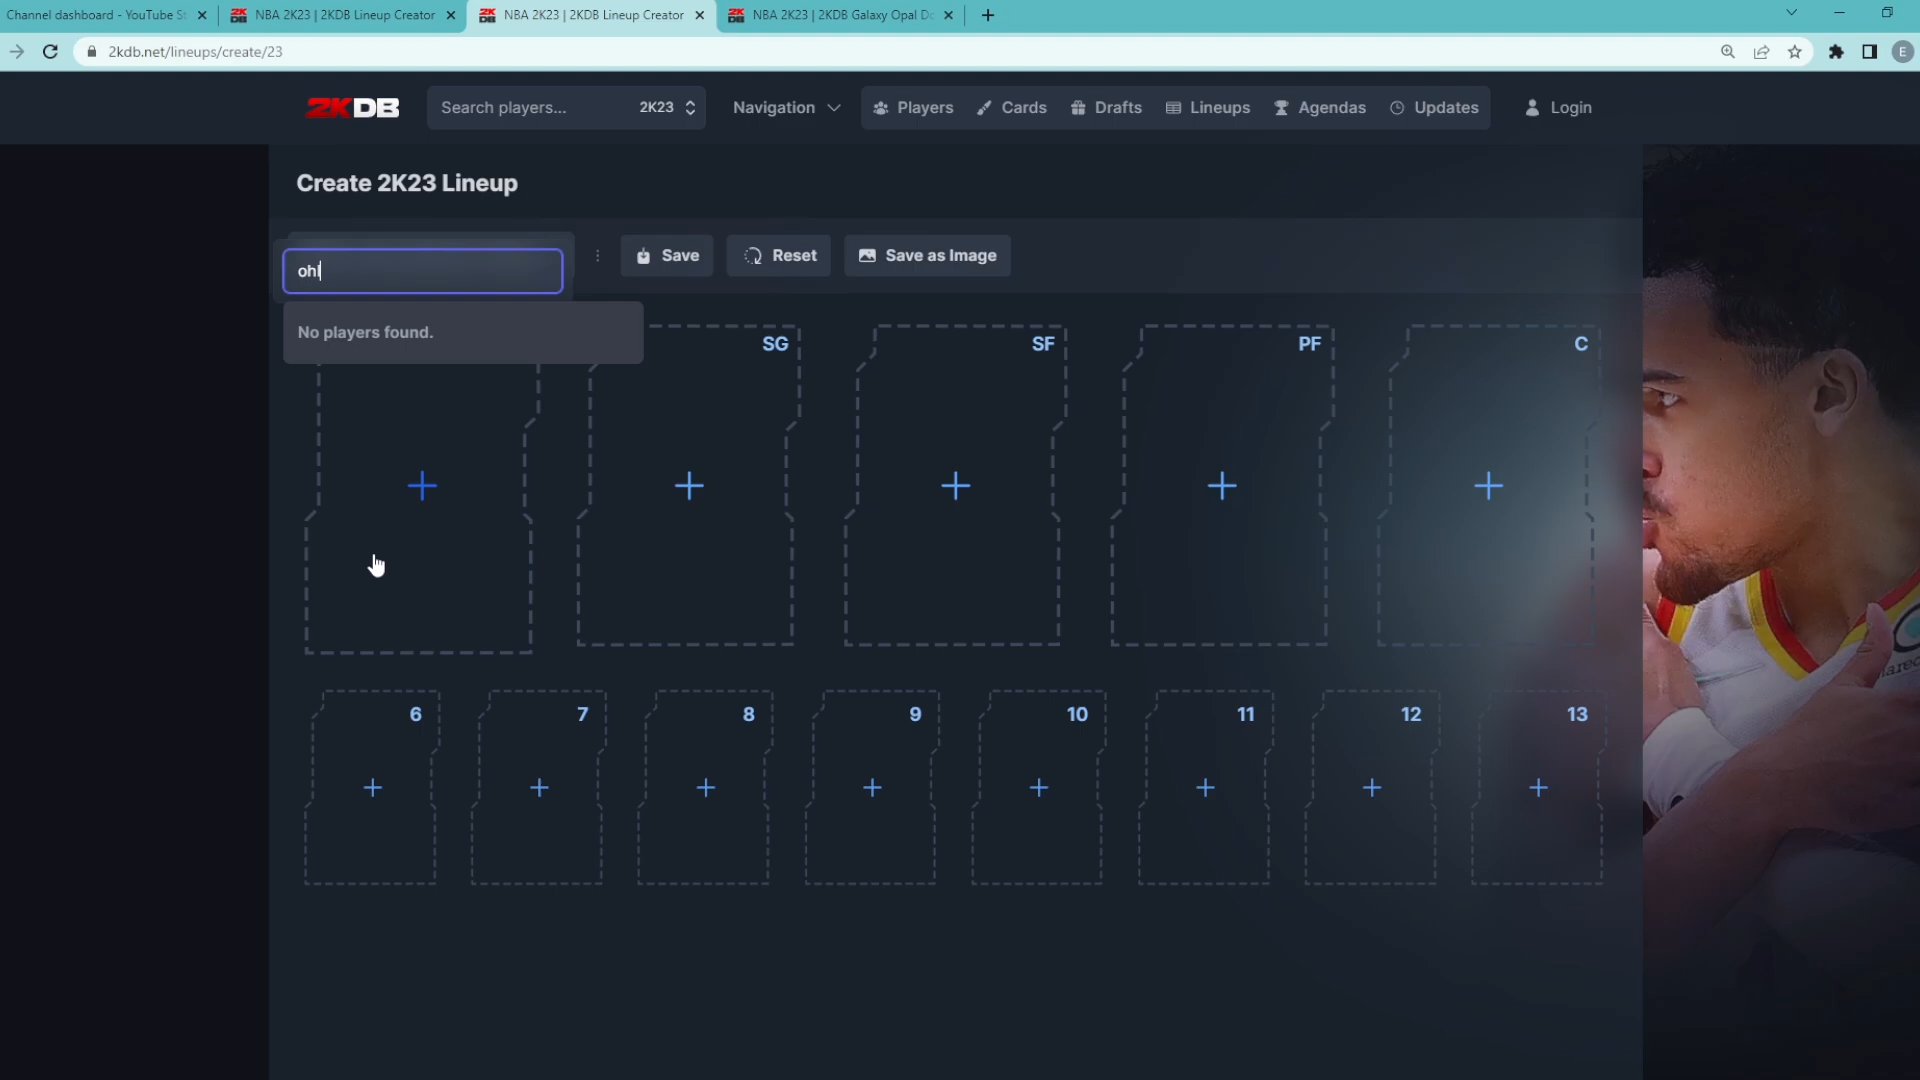 Channel dashboard - YouTube St
NBA 2K23 | 2KDB Lineup Creator
NBA 2K23 | 2KDB Lineup Creator
NBA 2K23 | 2KDB Galaxy Opal Do
2kdb.net/lineups/create/23
E
2KDB
Search players...
2K23
Navigation
Players
Cards
Drafts
Lineups
Agendas
Updates
Login
Create 2K23 Lineup
ohl
Save
Reset
Save as Image
No players found.
SG
SF
PF
C
6
7
8
9
10
11
12
13